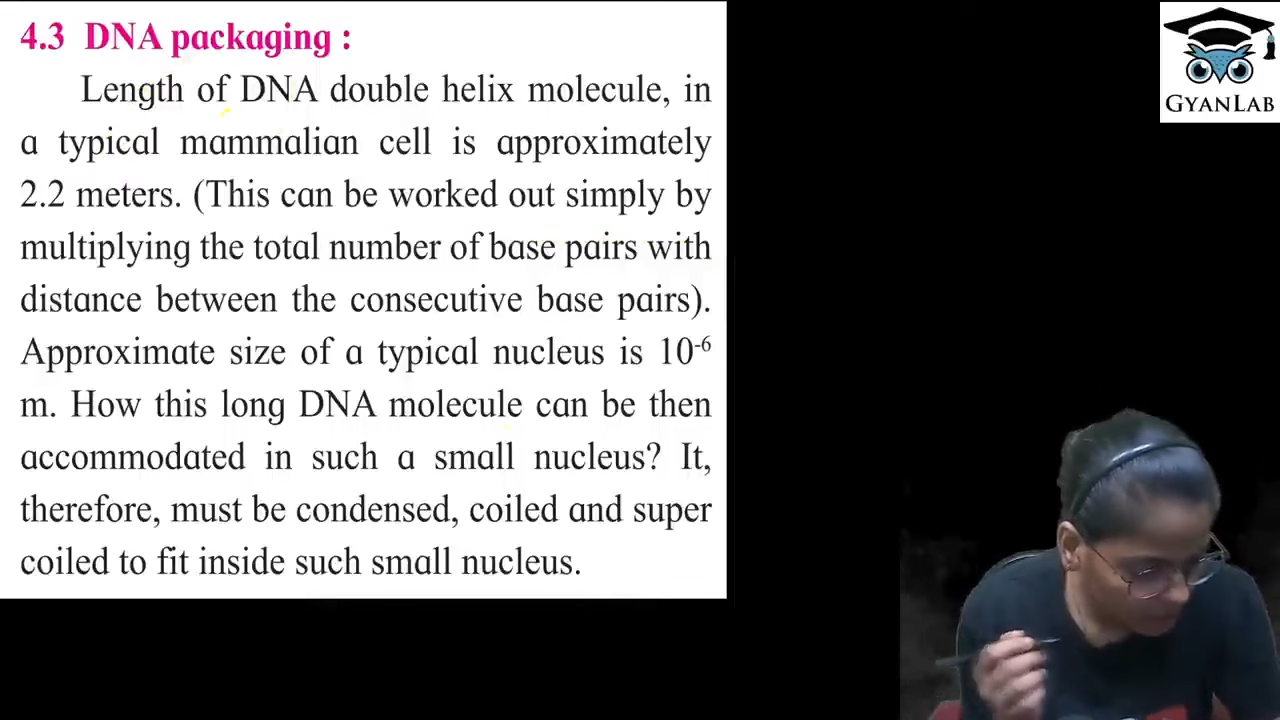 4.3 DNA packaging :
Length of DNA double helix molecule, in
a typical mammalian cell is approximately
2.2 meters. (This can be worked out simply by
multiplying the total number of base pairs with
distance between the consecutive base pairs).
Approximate size of a typical nucleus is 10⁻⁶
m. How this long DNA molecule can be then
accommodated in such a small nucleus? It,
therefore, must be condensed, coiled and super
coiled to fit inside such small nucleus.
GYANLAB